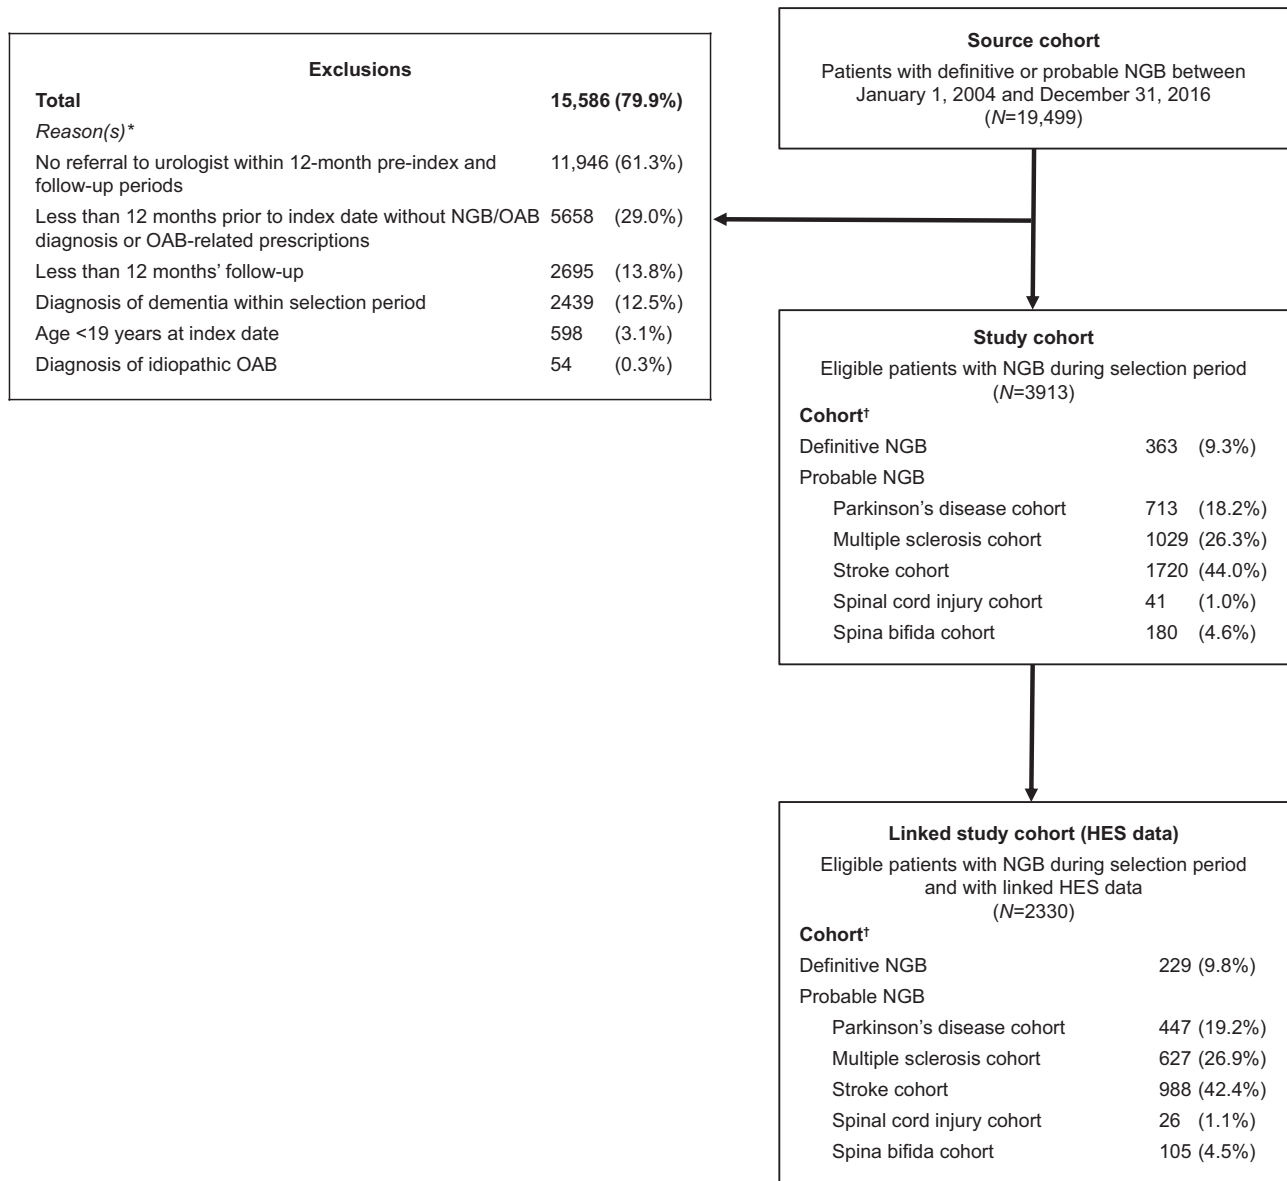 Source cohort
Patients with definitive or probable NGB between
January 1, 2004 and December 31, 2016
(N=19,499)
Exclusions
Total 15,586 (79.9%)
Reason(s)*
No referral to urologist within 12-month pre-index and 11,946 (61.3%)
follow-up periods
Less than 12 months prior to index date without NGB/OAB 5658 (29.0%)
diagnosis or OAB-related prescriptions
Less than 12 months’ follow-up 2695 (13.8%)
Diagnosis of dementia within selection period 2439 (12.5%)
Age <19 years at index date 598 (3.1%)
Diagnosis of idiopathic OAB 54 (0.3%)
Study cohort
Eligible patients with NGB during selection period
(N=3913)
Cohort†
Definitive NGB 363 (9.3%)
Probable NGB
Parkinson’s disease cohort 713 (18.2%)
Multiple sclerosis cohort 1029 (26.3%)
Stroke cohort 1720 (44.0%)
Spinal cord injury cohort 41 (1.0%)
Spina bifida cohort 180 (4.6%)
Linked study cohort (HES data)
Eligible patients with NGB during selection period
and with linked HES data
(N=2330)
Cohort†
Definitive NGB 229 (9.8%)
Probable NGB
Parkinson’s disease cohort 447 (19.2%)
Multiple sclerosis cohort 627 (26.9%)
Stroke cohort 988 (42.4%)
Spinal cord injury cohort 26 (1.1%)
Spina bifida cohort 105 (4.5%)